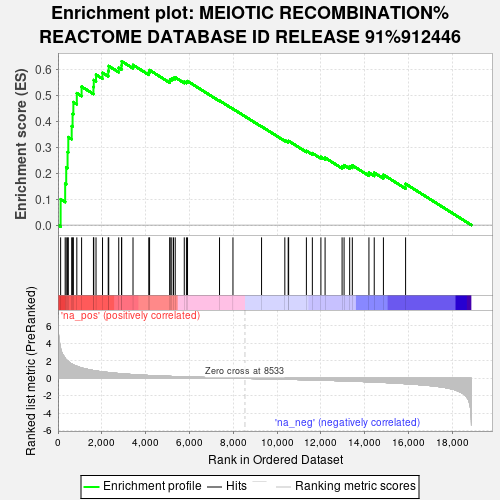 Enrichment plot: MEIOTIC RECOMBINATION%
REACTOME DATABASE ID RELEASE 91%912446
Enrichment score (ES)
0.6
0.5
0.4
0.3
0.2
0.1
0.0
'na_pos' (positively correlated)
Ranked list metric (PreRanked)
6
4
2
0
-2
-4
-6
Zero cross at 8533
'na_neg' (negatively correlated)
0
2,000
4,000
6,000
8,000
10,000
12,000
14,000
16,000
18,000
Rank in Ordered Dataset
Enrichment profile
Hits
Ranking metric scores